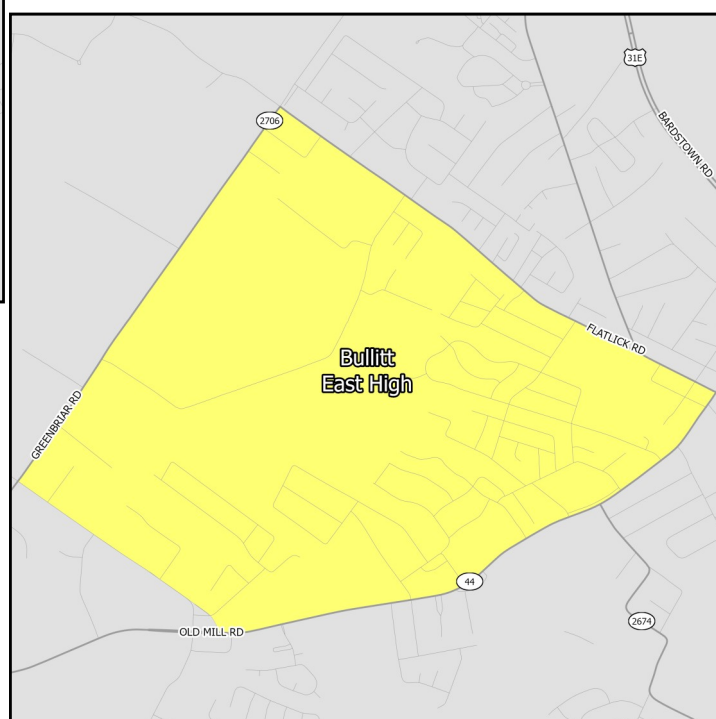 31E
BARDSTOWN RD
2706
FLATLICK RD
Bullitt
East High
GREENBRIAR RD
44
2674
OLD MILL RD